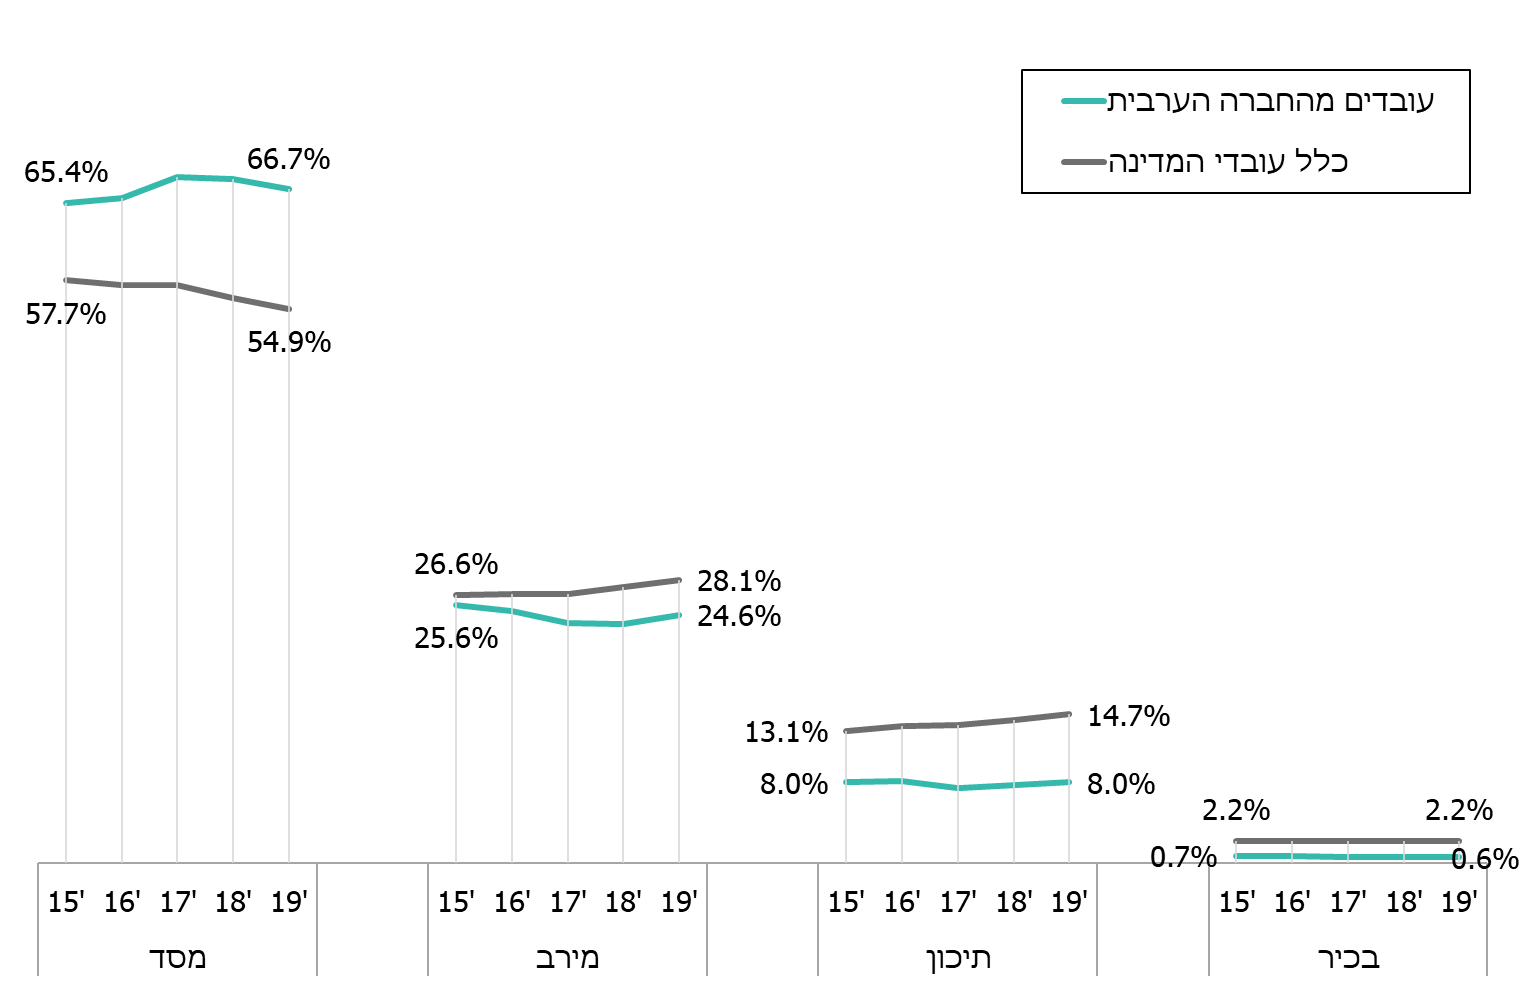 עובדים מהחברה הערבית
כלל עובדי המדינה
65.4%
66.7%
57.7%
54.9%
26.6%
28.1%
25.6%
24.6%
13.1%
14.7%
8.0%
8.0%
2.2%
2.2%
0.7%
0.6%
15' 16' 17' 18' 19'
15' 16' 17' 18' 19'
15' 16' 17' 18' 19'
15' 16' 17' 18' 19'
מסד
מירב
תיכון
בכיר